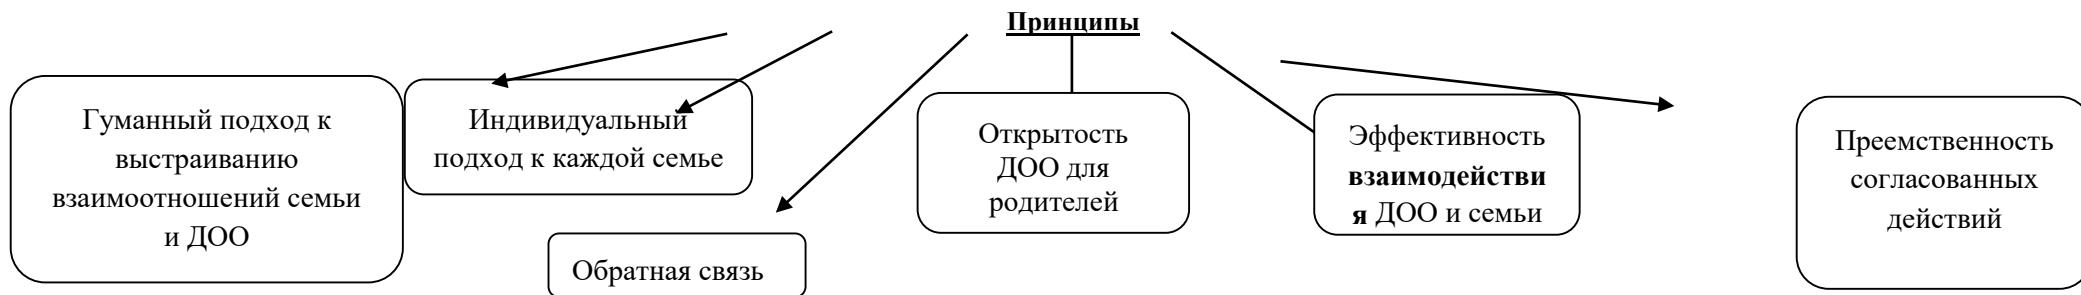 Принципы
Гуманный подход к
выстраиванию
взаимоотношений семьи
и ДОО
Индивидуальный
подход к каждой семье
Обратная связь
Открытость
ДОО для
родителей
Эффективность
взаимодействи
я ДОО и семьи
Преемственность
согласованных
действий